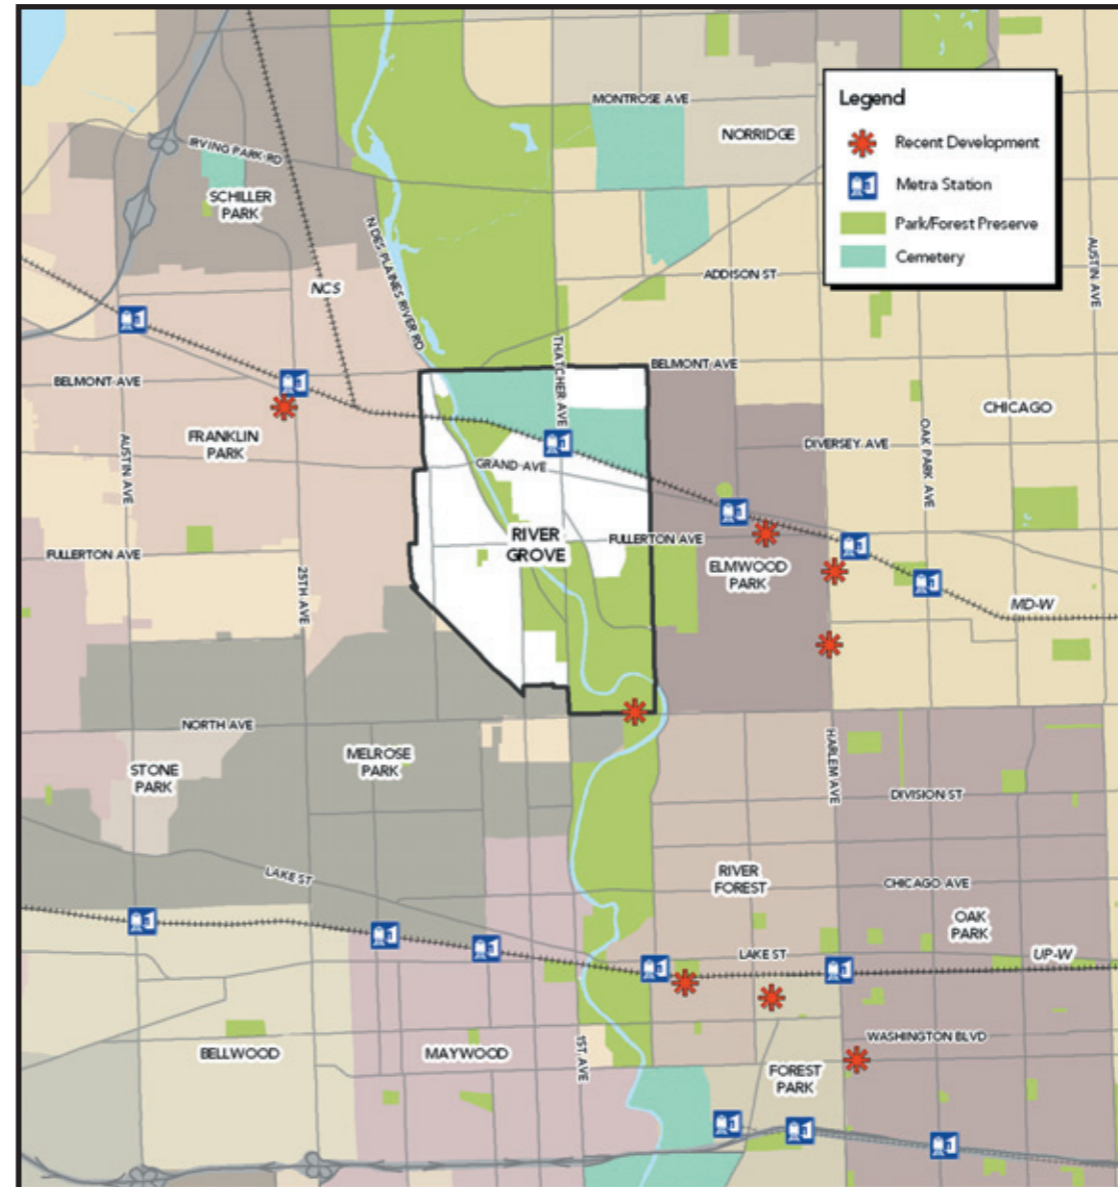 MONTROSE AVE
NORRIDGE
Legend
Recent Development
Metra Station
Park/Forest Preserve
Cemetery
IRVING PARK RD
SCHILLER
PARK
N DES PLAINES RIVER RD
NCS
ADDISON ST
AUSTIN AVE
THATCHER AVE
BELMONT AVE
BELMONT AVE
CHICAGO
FRANKLIN
PARK
AUSTIN AVE
GRAND AVE
DIVERSEY AVE
OAK PARK AVE
RIVER
GROVE
FULLERTON AVE
FULLERTON AVE
ELMWOOD
PARK
25TH AVE
MD-W
NORTH AVE
STONE
PARK
MELROSE
PARK
HARLEM AVE
DIVISION ST
LAKE ST
RIVER
FOREST
CHICAGO AVE
OAK
PARK
LAKE ST
UP-W
BELLWOOD
MAYWOOD
1ST AVE
WASHINGTON BLVD
FOREST
PARK